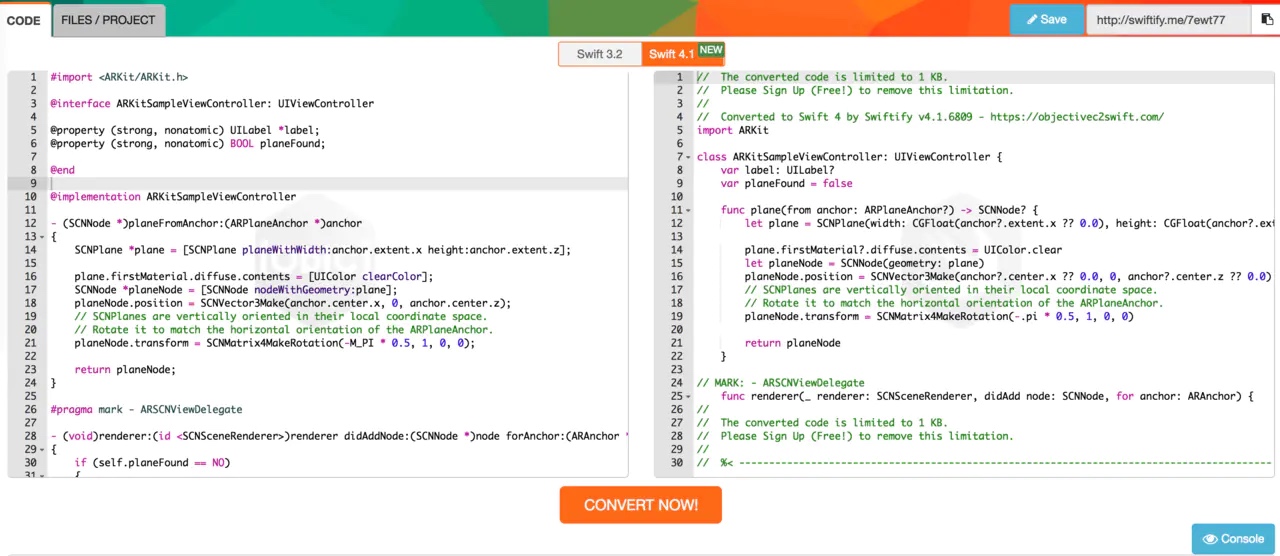 CODE
FILES / PROJECT
Save
http://swiftify.me/7ewt77
Swift 3.2
Swift 4.1
NEW
1 #import <ARKit/ARKit.h>
2
3 @interface ARKitSampleViewController: UIViewController
4
5 @property (strong, nonatomic) UILabel *label;
6 @property (strong, nonatomic) BOOL planeFound;
7
8 @end
9
10 @implementation ARKitSampleViewController
11
12 - (SCNNode *)planeFromAnchor:(ARPlaneAnchor *)anchor
13 {
14     SCNPlane *plane = [SCNPlane planeWithWidth:anchor.extent.x height:anchor.extent.z];
15
16     plane.firstMaterial.diffuse.contents = [UIColor clearColor];
17     SCNNode *planeNode = [SCNNode nodeWithGeometry:plane];
18     planeNode.position = SCNVector3Make(anchor.center.x, 0, anchor.center.z);
19     // SCNPlanes are vertically oriented in their local coordinate space.
20     // Rotate it to match the horizontal orientation of the ARPlaneAnchor.
21     planeNode.transform = SCNMatrix4MakeRotation(-M_PI * 0.5, 1, 0, 0);
22
23     return planeNode;
24 }
25
26 #pragma mark - ARSCNViewDelegate
27
28 - (void)renderer:(id <SCNSceneRenderer>)renderer didAddNode:(SCNNode *)node forAnchor:(ARAnchor *
29 {
30     if (self.planeFound == NO)
31     {
1 // The converted code is limited to 1 KB.
2 // Please Sign Up (Free!) to remove this limitation.
3 //
4 // Converted to Swift 4 by Swiftify v4.1.6809 - https://objectivec2swift.com/
5 import ARKit
6
7 class ARKitSampleViewController: UIViewController {
8     var label: UILabel?
9     var planeFound = false
10
11     func plane(from anchor: ARPlaneAnchor?) -> SCNNode? {
12         let plane = SCNPlane(width: CGFloat(anchor?.extent.x ?? 0.0), height: CGFloat(anchor?.ext
13
14         plane.firstMaterial?.diffuse.contents = UIColor.clear
15         let planeNode = SCNNode(geometry: plane)
16         planeNode.position = SCNVector3Make(anchor?.center.x ?? 0.0, 0, anchor?.center.z ?? 0.0)
17         // SCNPlanes are vertically oriented in their local coordinate space.
18         // Rotate it to match the horizontal orientation of the ARPlaneAnchor.
19         planeNode.transform = SCNMatrix4MakeRotation(-.pi * 0.5, 1, 0, 0)
20
21         return planeNode
22     }
23
24 // MARK: - ARSCNViewDelegate
25     func renderer(_ renderer: SCNSceneRenderer, didAdd node: SCNNode, for anchor: ARAnchor) {
26 //
27 // The converted code is limited to 1 KB.
28 // Please Sign Up (Free!) to remove this limitation.
29 //
30 // %< ----------------------------------------------------------------------------------------
CONVERT NOW!
Console